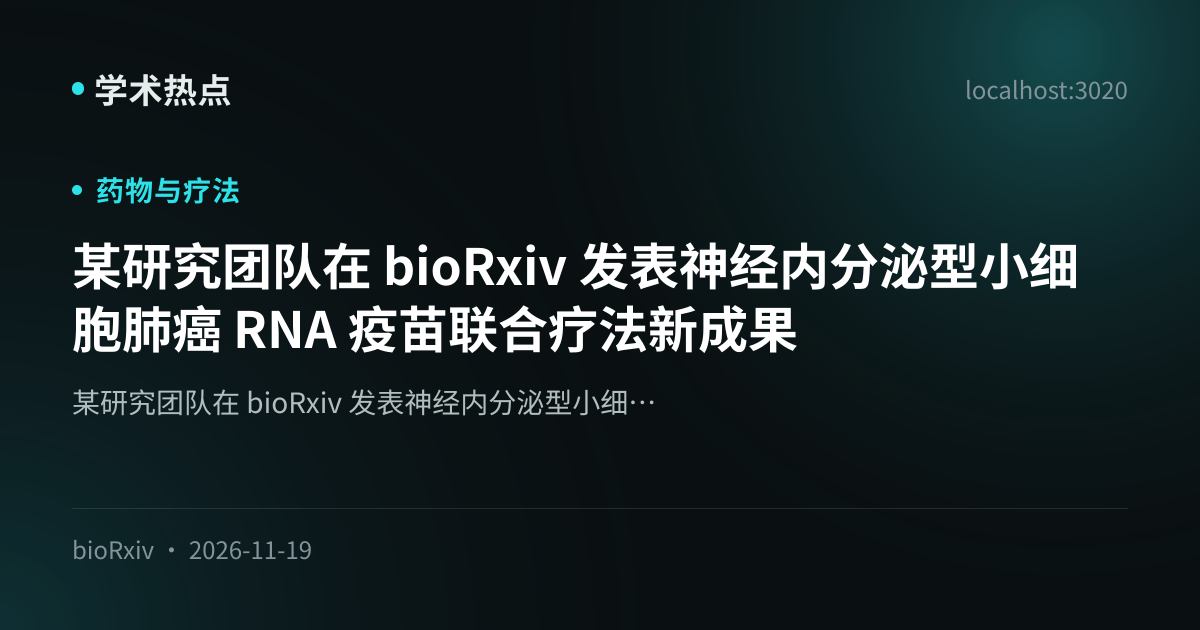 学术热点
localhost:3020
药物与疗法
某研究团队在 bioRxiv 发表神经内分泌型小细
胞肺癌 RNA 疫苗联合疗法新成果
某研究团队在 bioRxiv 发表神经内分泌型小细…
bioRxiv · 2026-11-19